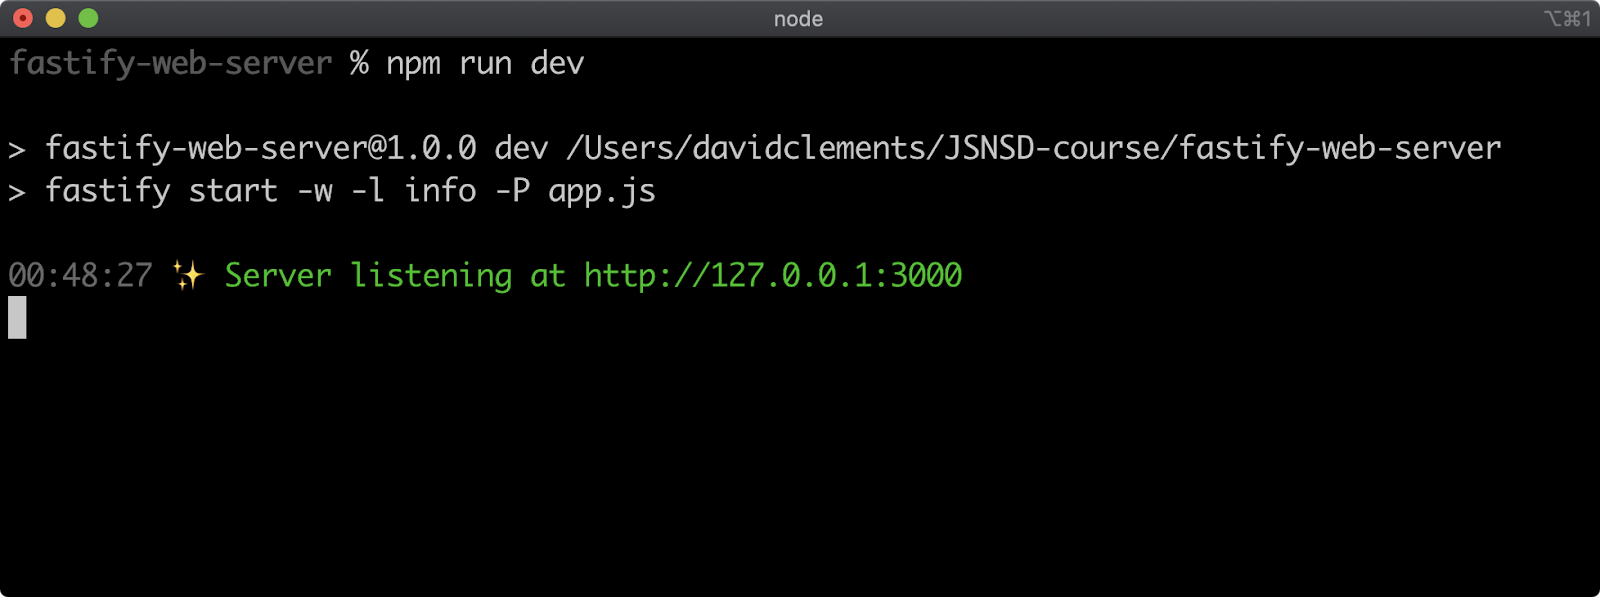 node
⌥⌘1
fastify-web-server % npm run dev
> fastify-web-server@1.0.0 dev /Users/davidclements/JSNSD-course/fastify-web-server
> fastify start -w -l info -P app.js
00:48:27 ✨ Server listening at http://127.0.0.1:3000